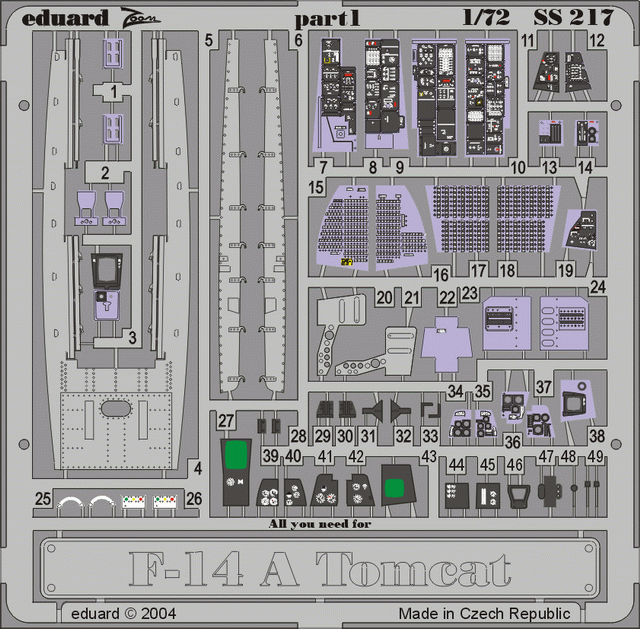 eduard Zoom part1 1/72 SS 217
5 6 11 12
1
2
7 8 9 10 13 14
15
16 17 18 19
3
20 21 22 23 24
34 35
27 36 37
28 29 30 31 32 33 38
4
39 40 41 42 43 44 45 46 47 48 49
25 26
All you need for
F-14 A Tomcat
eduard © 2004 Made in Czech Republic